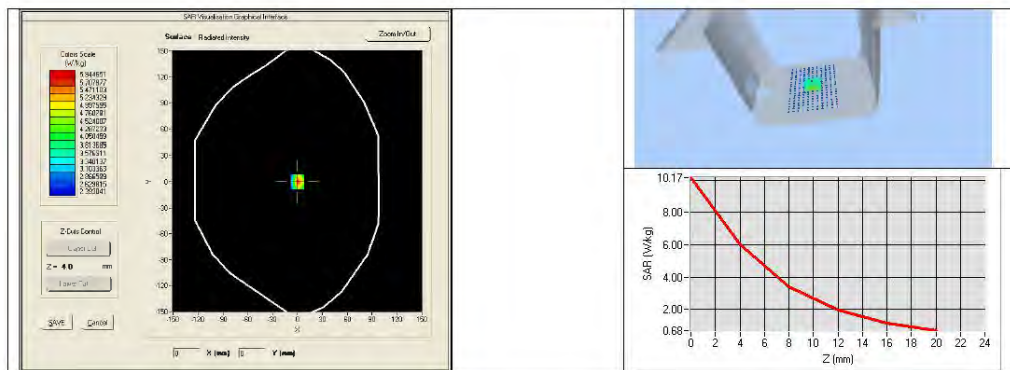 SAR Visualisation Graphical Interface
Surface Radiated Intensity
Zoom In/Out
Colors Scale
(W/kg)
5.944651
5.707877
5.471103
5.234329
4.997555
4.760781
4.524007
4.287233
4.050459
3.813685
3.576911
3.340137
3.103363
2.866589
2.629815
2.393041
150
120
90
60
30
0
-30
-60
-90
-120
-150
Y
-150 -120 -90 -60 -30 0 30 60 90 120 150
X
Z-Cuts Control
Z = 4.0 mm
SAVE Cancel
0 X (mm) 0 Y (mm)
10.17
8.00
6.00
4.00
2.00
0.68
SAR (W/kg)
0 2 4 6 8 10 12 14 16 18 20 22 24
Z (mm)